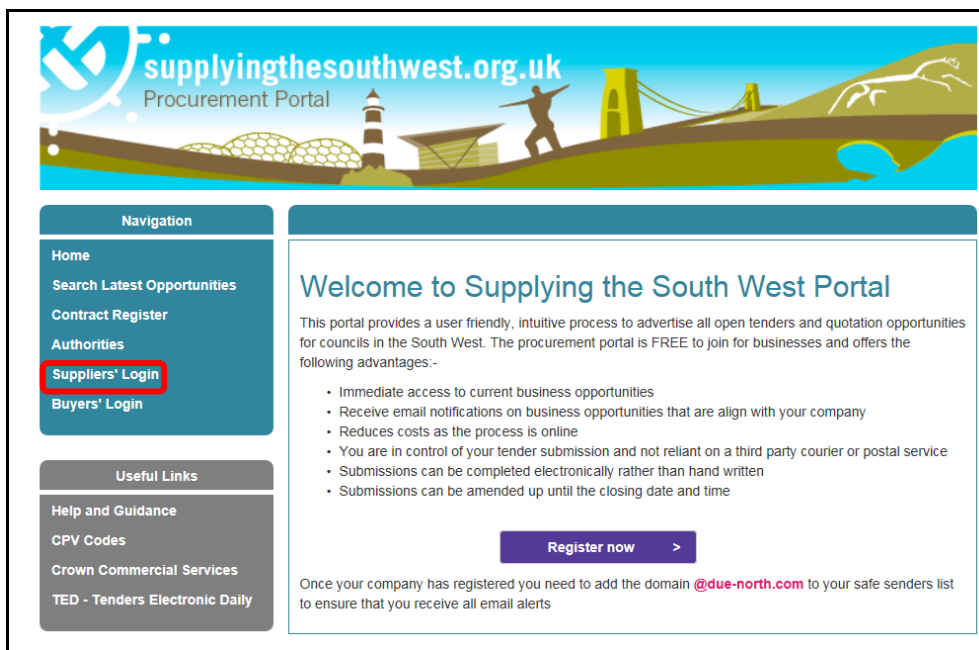 supplyingthesouthwest.org.uk
Procurement Portal
Navigation
Home
Search Latest Opportunities
Contract Register
Authorities
Suppliers' Login
Buyers' Login
Useful Links
Help and Guidance
CPV Codes
Crown Commercial Services
TED - Tenders Electronic Daily
Welcome to Supplying the South West Portal
This portal provides a user friendly, intuitive process to advertise all open tenders and quotation opportunities
for councils in the South West. The procurement portal is FREE to join for businesses and offers the
following advantages:-
• Immediate access to current business opportunities
• Receive email notifications on business opportunities that are align with your company
• Reduces costs as the process is online
• You are in control of your tender submission and not reliant on a third party courier or postal service
• Submissions can be completed electronically rather than hand written
• Submissions can be amended up until the closing date and time
Register now >
Once your company has registered you need to add the domain @due-north.com to your safe senders list
to ensure that you receive all email alerts